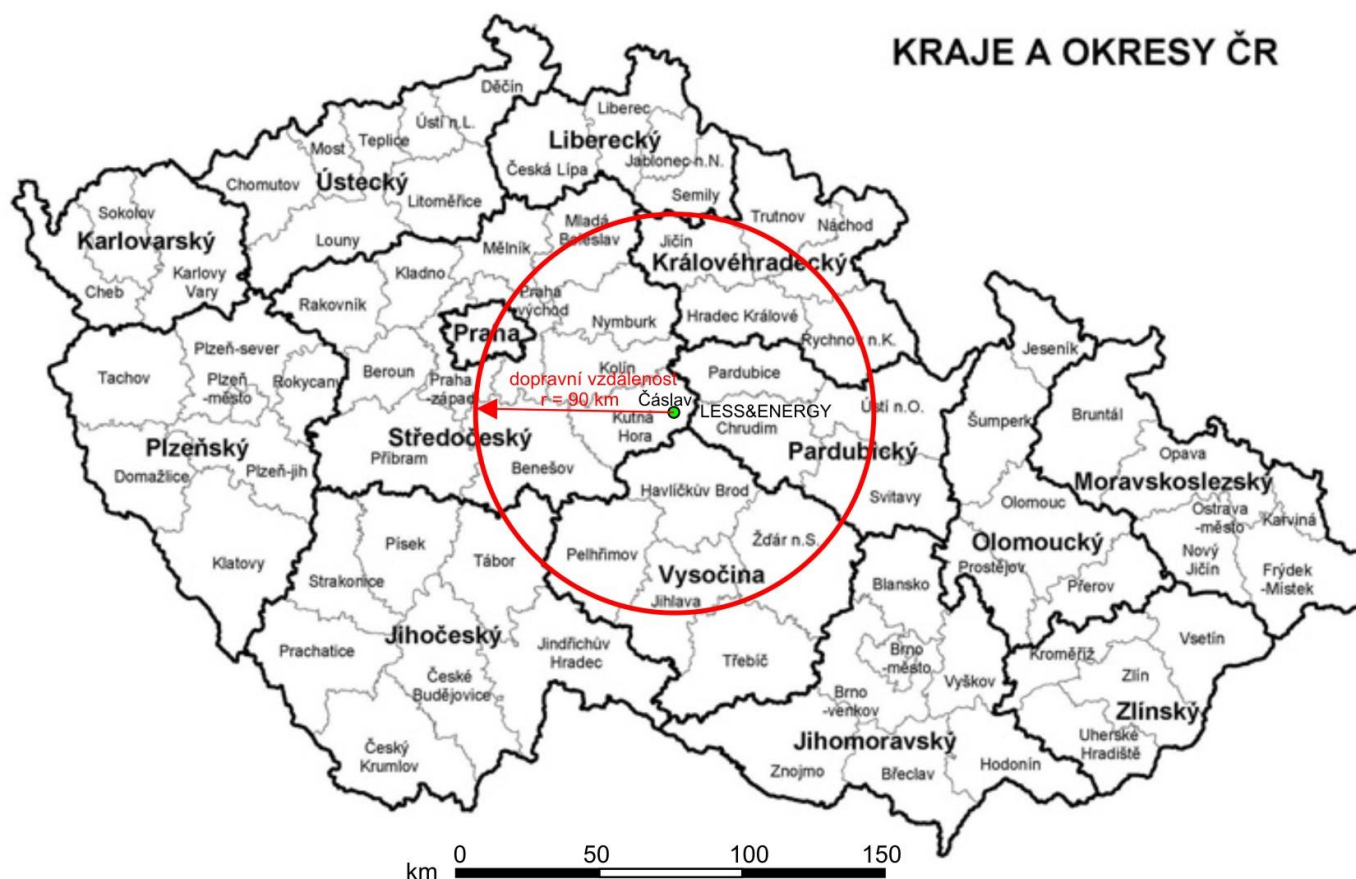 KRAJE A OKRESY ČR
Děčín
Ústí n.L.
Teplice
Most
Chomutov
Ústecký
Litoměřice
Louny
Liberec
Liberecký
Česká Lípa
Jablonec n.N.
Semily
Sokolov
Karlovarský
Karlovy
Vary
Cheb
Trutnov
Náchod
Jičín
Královéhradecký
Hradec Králové
Rychnov n.K.
Mladá
Boleslav
Mělník
Kladno
Rakovník
Praha
-východ
Nymburk
Praha
Kolín
Beroun
Praha
-západ
dopravní vzdálenost
r = 90 km
Čáslav
LESS&ENERGY
Kutná
Hora
Středočeský
Příbram
Benešov
Plzeň-sever
Tachov
Plzeň
-město
Rokycany
Plzeňský
Domažlice
Plzeň-jih
Klatovy
Pardubice
Chrudim
Ústí n.O.
Pardubický
Svitavy
Havlíčkův Brod
Pelhřimov
Žďár n.S.
Vysočina
Jihlava
Třebíč
Písek
Tábor
Strakonice
Jihočeský
Prachatice
Jindřichův
Hradec
České
Budějovice
Český
Krumlov
Jeseník
Šumperk
Olomouc
Olomoucký
Prostějov
Přerov
Bruntál
Opava
Moravskoslezský
Ostrava
-město
Karviná
Nový
Jičín
Frýdek
-Místek
Blansko
Brno
-město
Vyškov
Brno
-venkov
Jihomoravský
Znojmo
Břeclav
Hodonín
Kroměříž
Vsetín
Zlín
Zlínský
Uherské
Hradiště
km 0 50 100 150